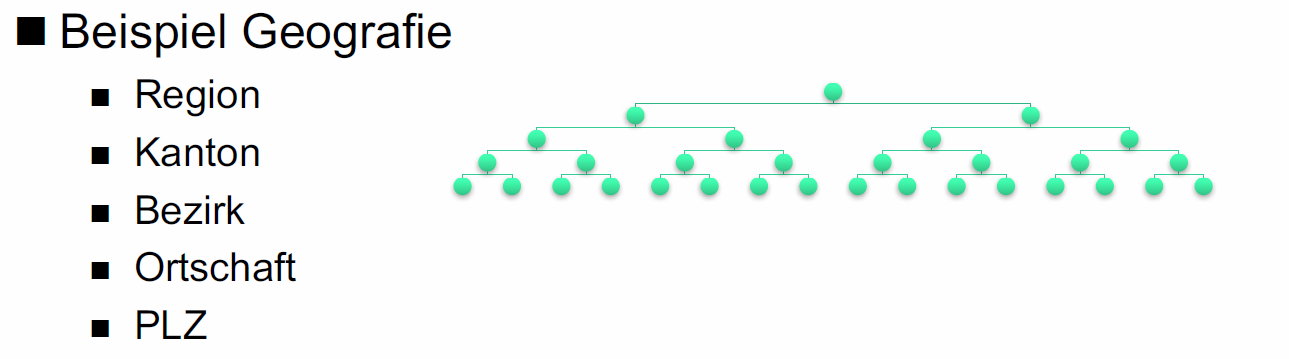 ■ Beispiel Geografie
■ Region
■ Kanton
■ Bezirk
■ Ortschaft
■ PLZ